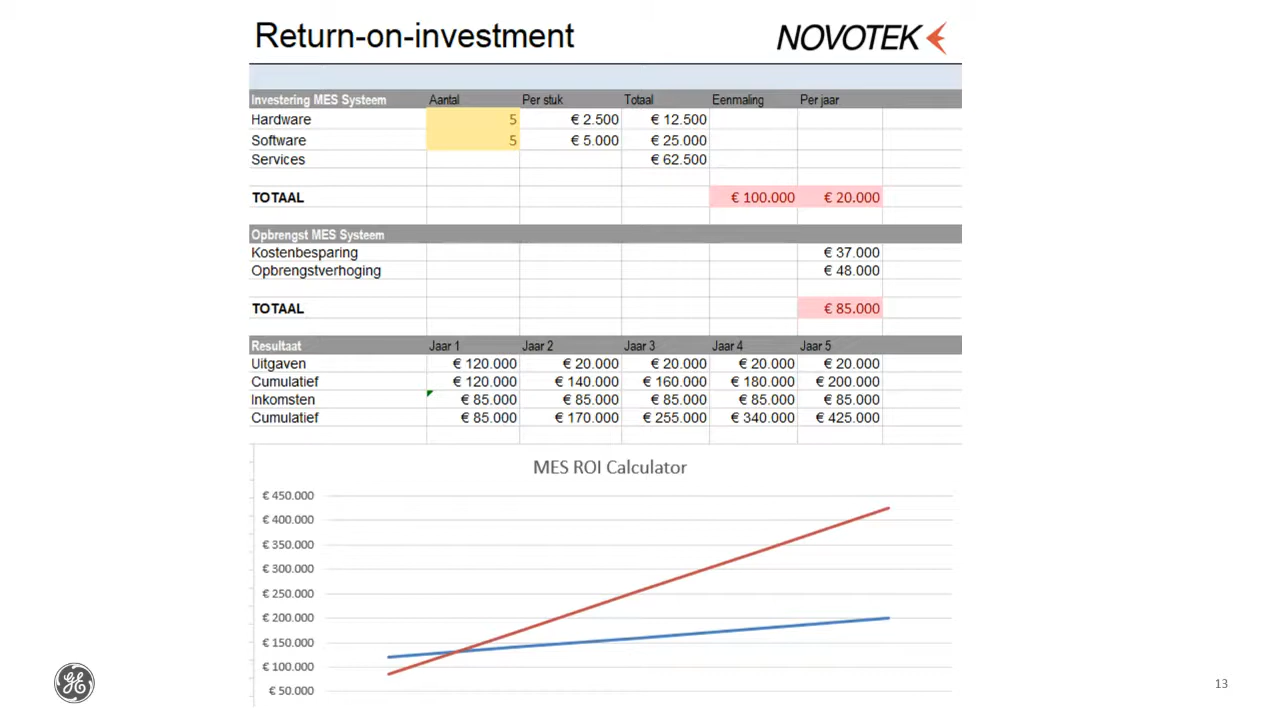 Return-on-investment
NOVOTEK
Investering MES Systeem Aantal Per stuk Totaal Eenmaling Per jaar
Hardware 5 € 2.500 € 12.500
Software 5 € 5.000 € 25.000
Services € 62.500
TOTAAL € 100.000 € 20.000
Opbrengst MES Systeem
Kostenbesparing € 37.000
Opbrengstverhoging € 48.000
TOTAAL € 85.000
Resultaat Jaar 1 Jaar 2 Jaar 3 Jaar 4 Jaar 5
Uitgaven € 120.000 € 20.000 € 20.000 € 20.000 € 20.000
Cumulatief € 120.000 € 140.000 € 160.000 € 180.000 € 200.000
Inkomsten € 85.000 € 85.000 € 85.000 € 85.000 € 85.000
Cumulatief € 85.000 € 170.000 € 255.000 € 340.000 € 425.000
MES ROI Calculator
€ 450.000
€ 400.000
€ 350.000
€ 300.000
€ 250.000
€ 200.000
€ 150.000
€ 100.000
€ 50.000
GE
13